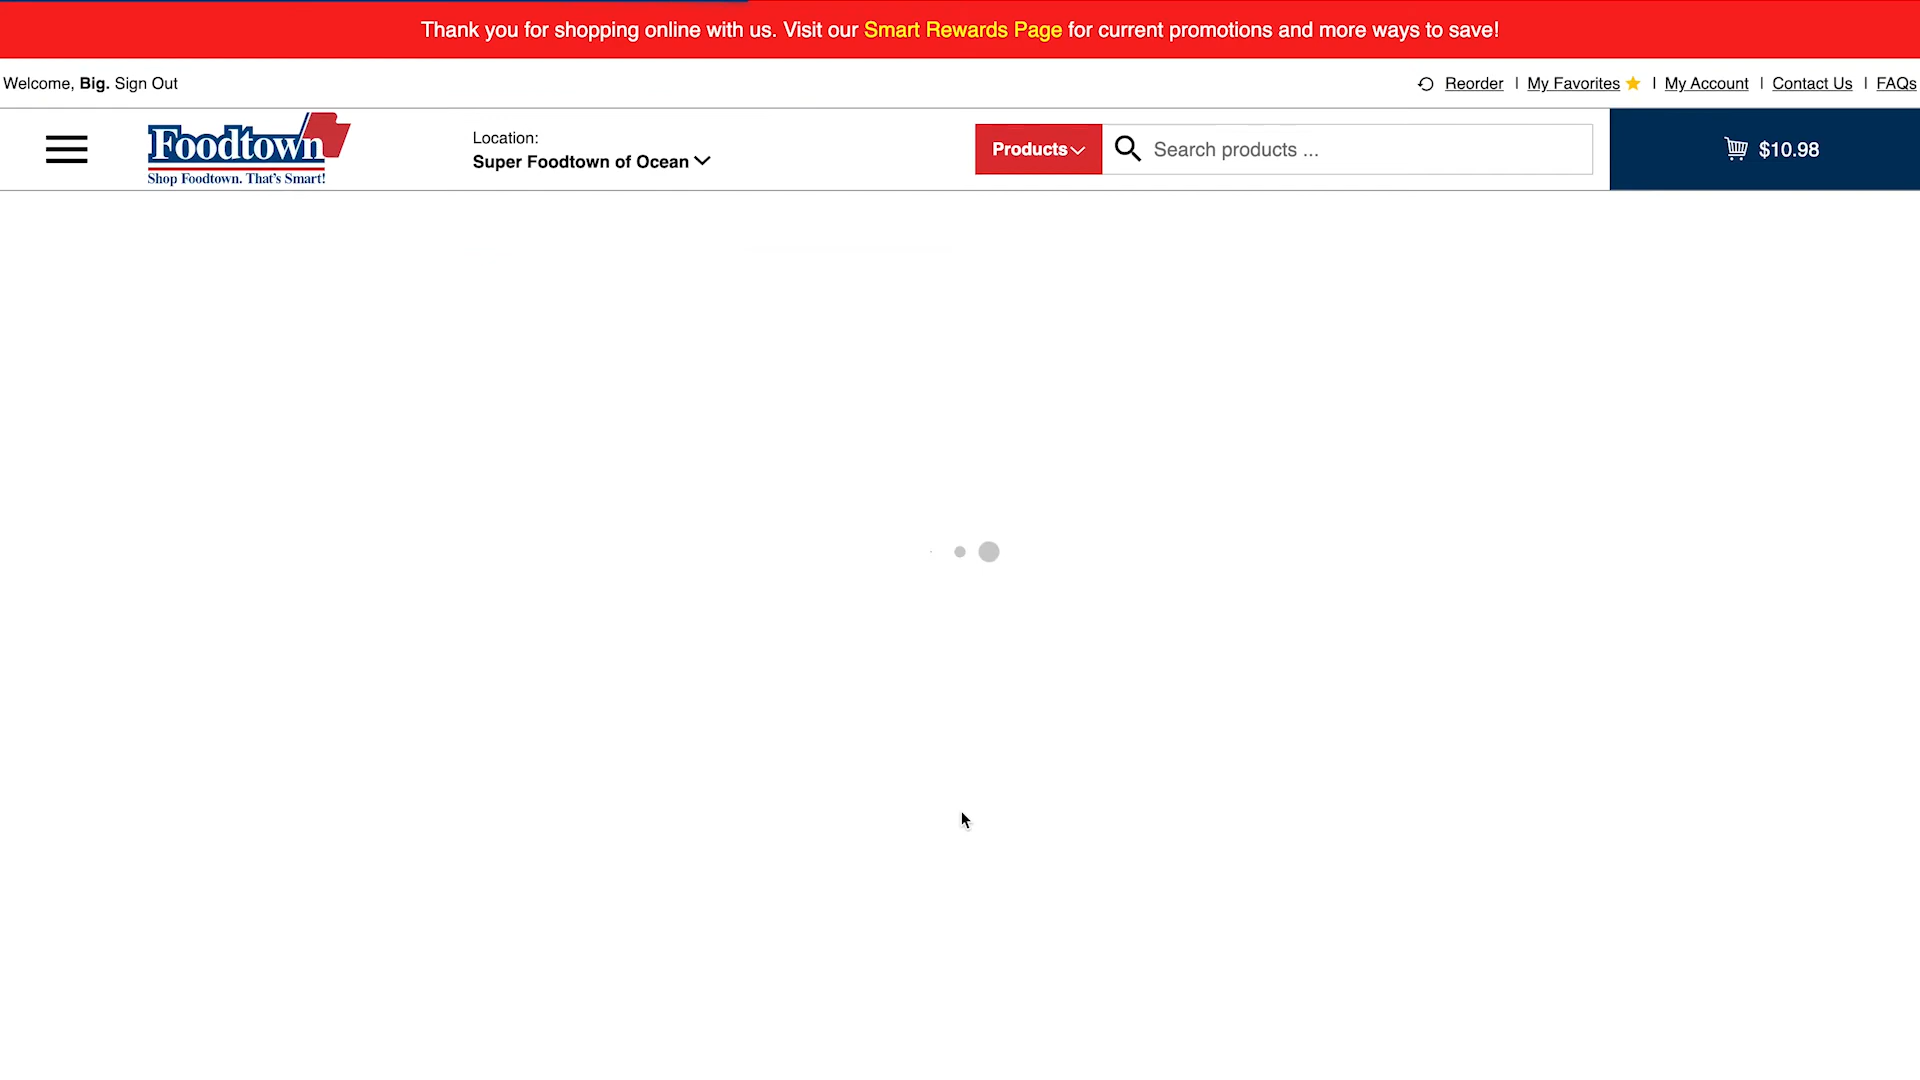 Thank you for shopping online with us. Visit our Smart Rewards Page for current promotions and more ways to save!
Welcome, Big. Sign Out
Reorder | My Favorites | My Account | Contact Us | FAQs
Foodtown
Shop Foodtown. That's Smart!
Location:
Super Foodtown of Ocean
Products
Search products ...
$10.98